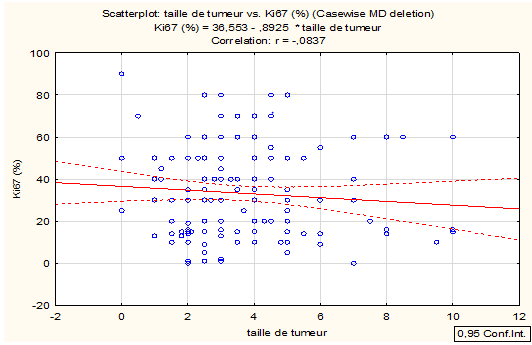 Scatterplot: taille de tumeur vs. Ki67 (%) (Casewise MD deletion)
Ki67 (%) = 36,553 - ,8925 * taille de tumeur
Correlation: r = -,0837
100
80
60
40
20
0
-20
Ki67 (%)
-2 0 2 4 6 8 10 12
taille de tumeur
0,95 Conf.Int.